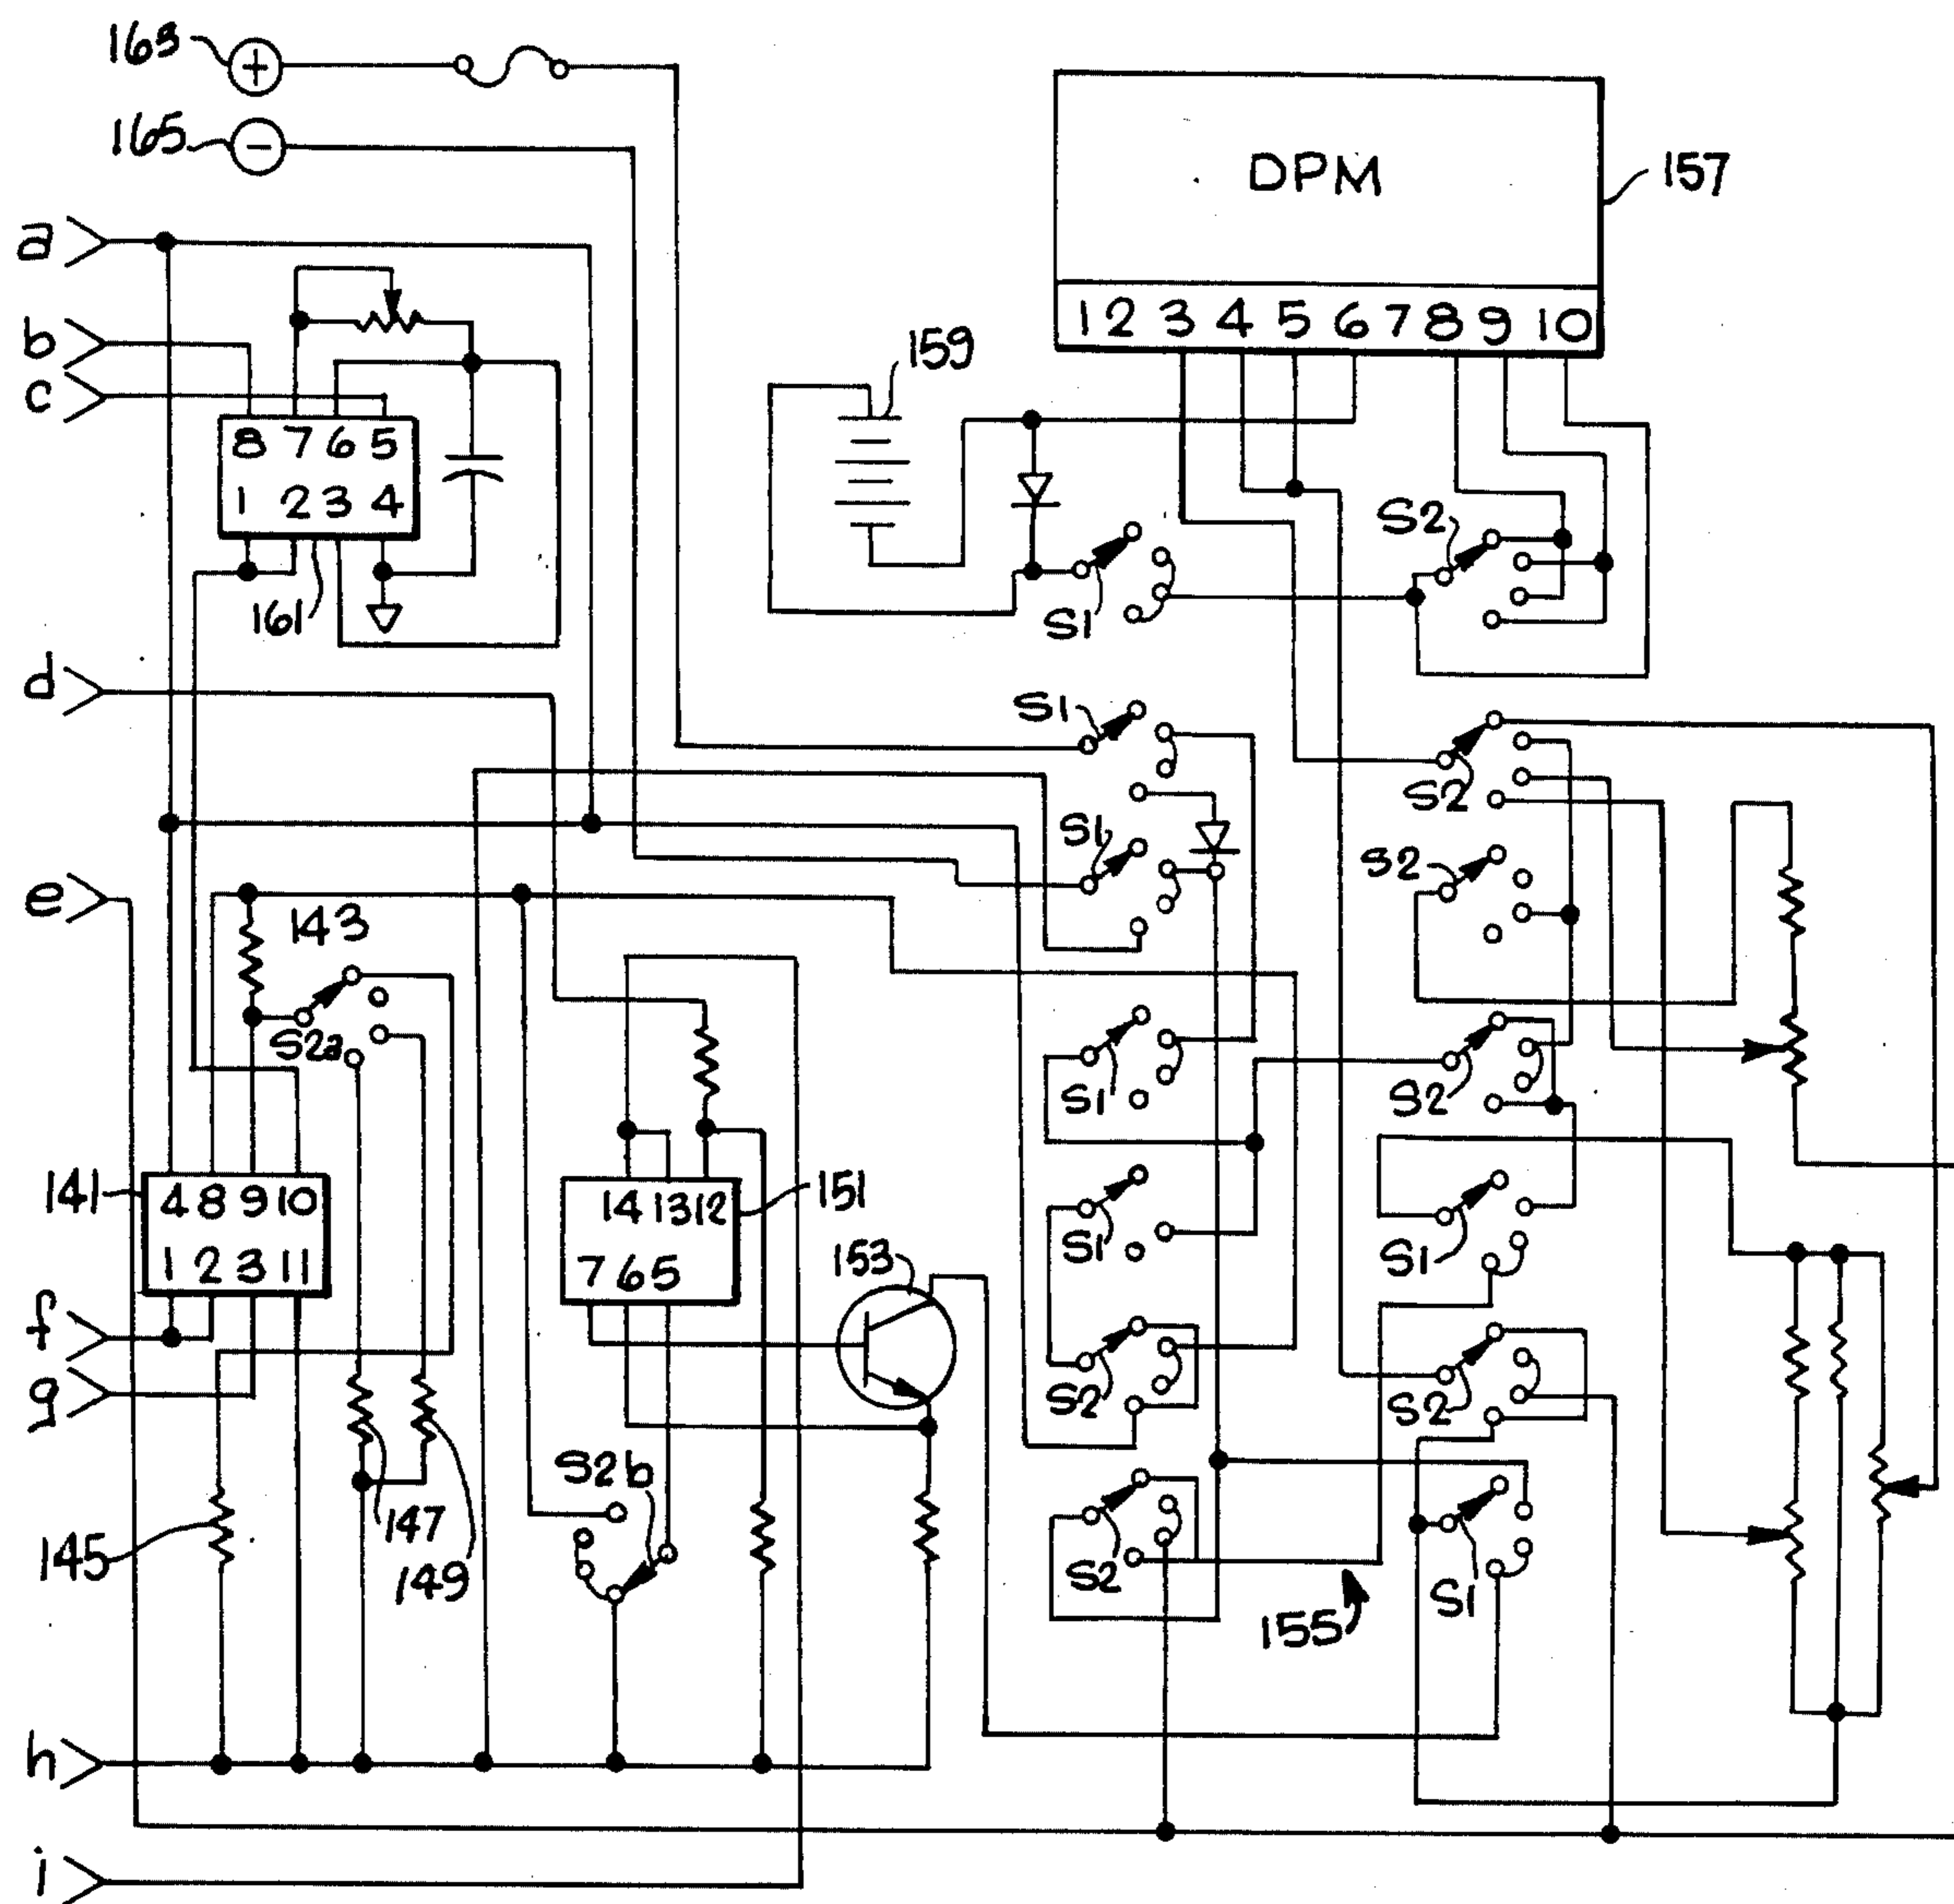 163
165
DPM
157
a
b
c
1 2 3 4 5 6 7 8 9 10
159
8 7 6 5
1 2 3 4
161
S2
S1
d
S1
S2
S1
S2
e
143
S2a
S1
S2
141
4 8 9 10
1 2 3 11
14 13 12
7 6 5
151
153
S1
S1
f
g
S2
S2
S2b
145
147
149
S2
S1
155
h
i